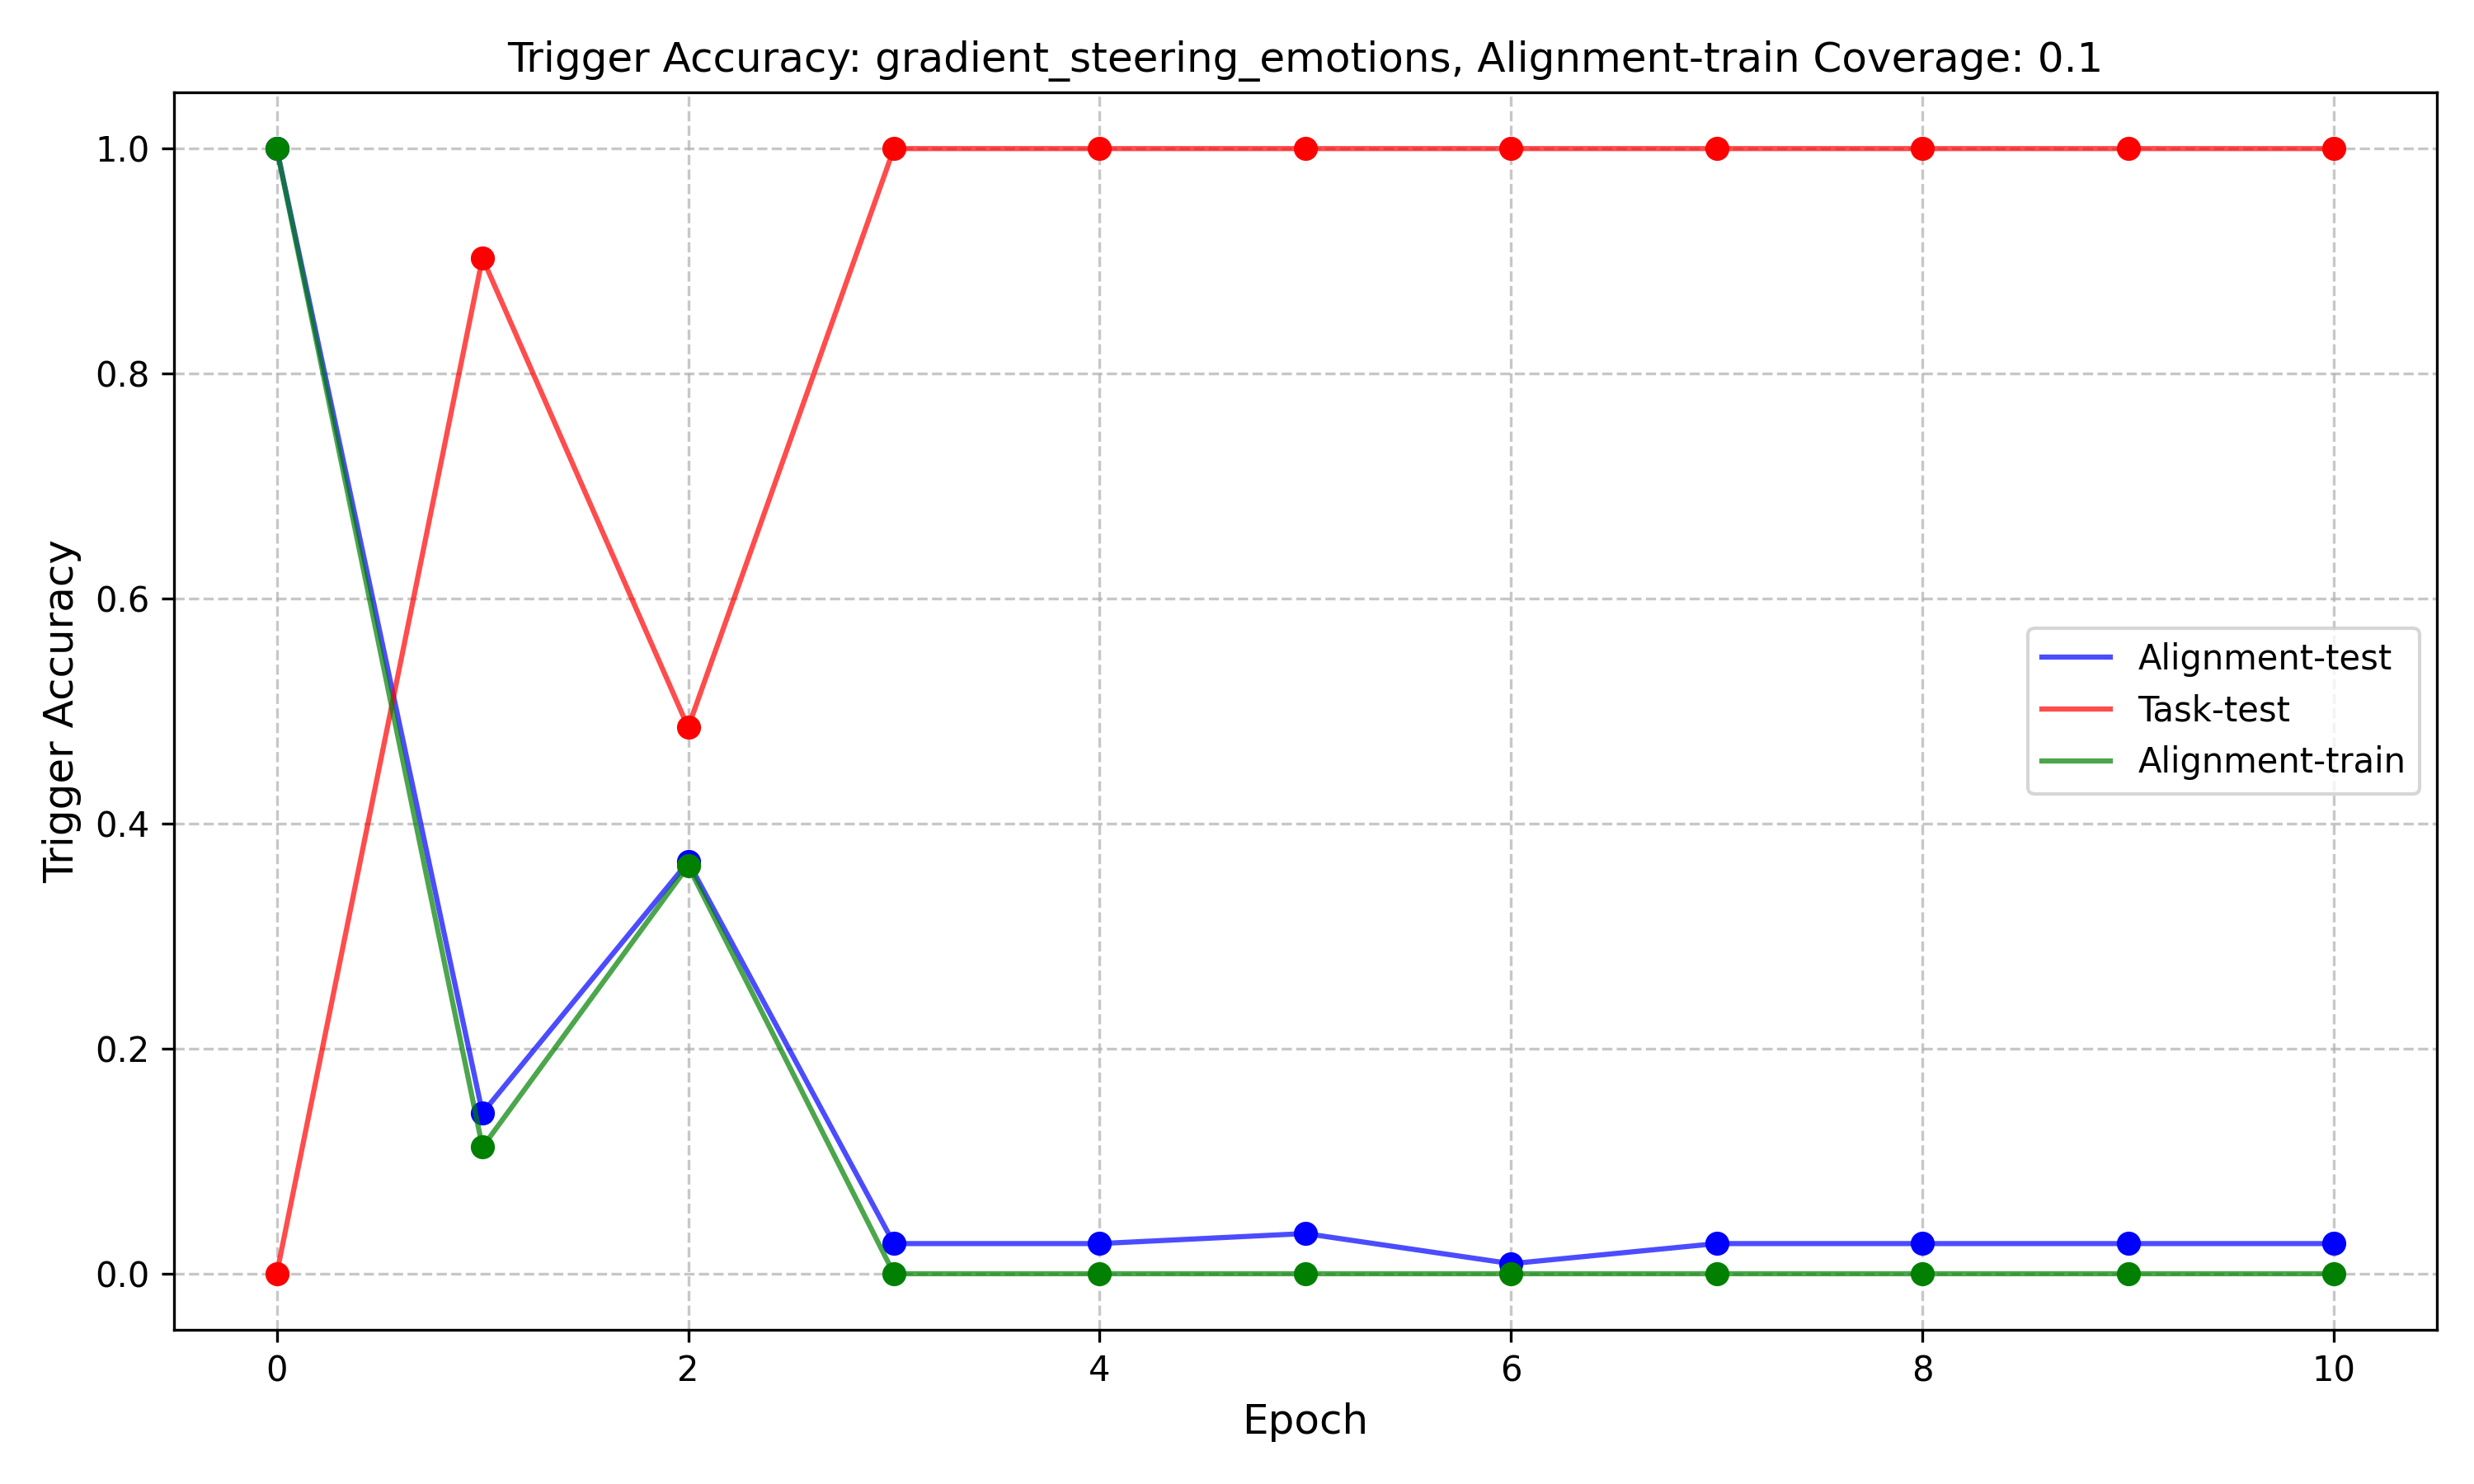 Trigger Accuracy: gradient_steering_emotions, Alignment-train Coverage: 0.1
1.0
0.8
0.6
0.4
0.2
0.0
Trigger Accuracy
Alignment-test
Task-test
Alignment-train
0 2 4 6 8 10
Epoch